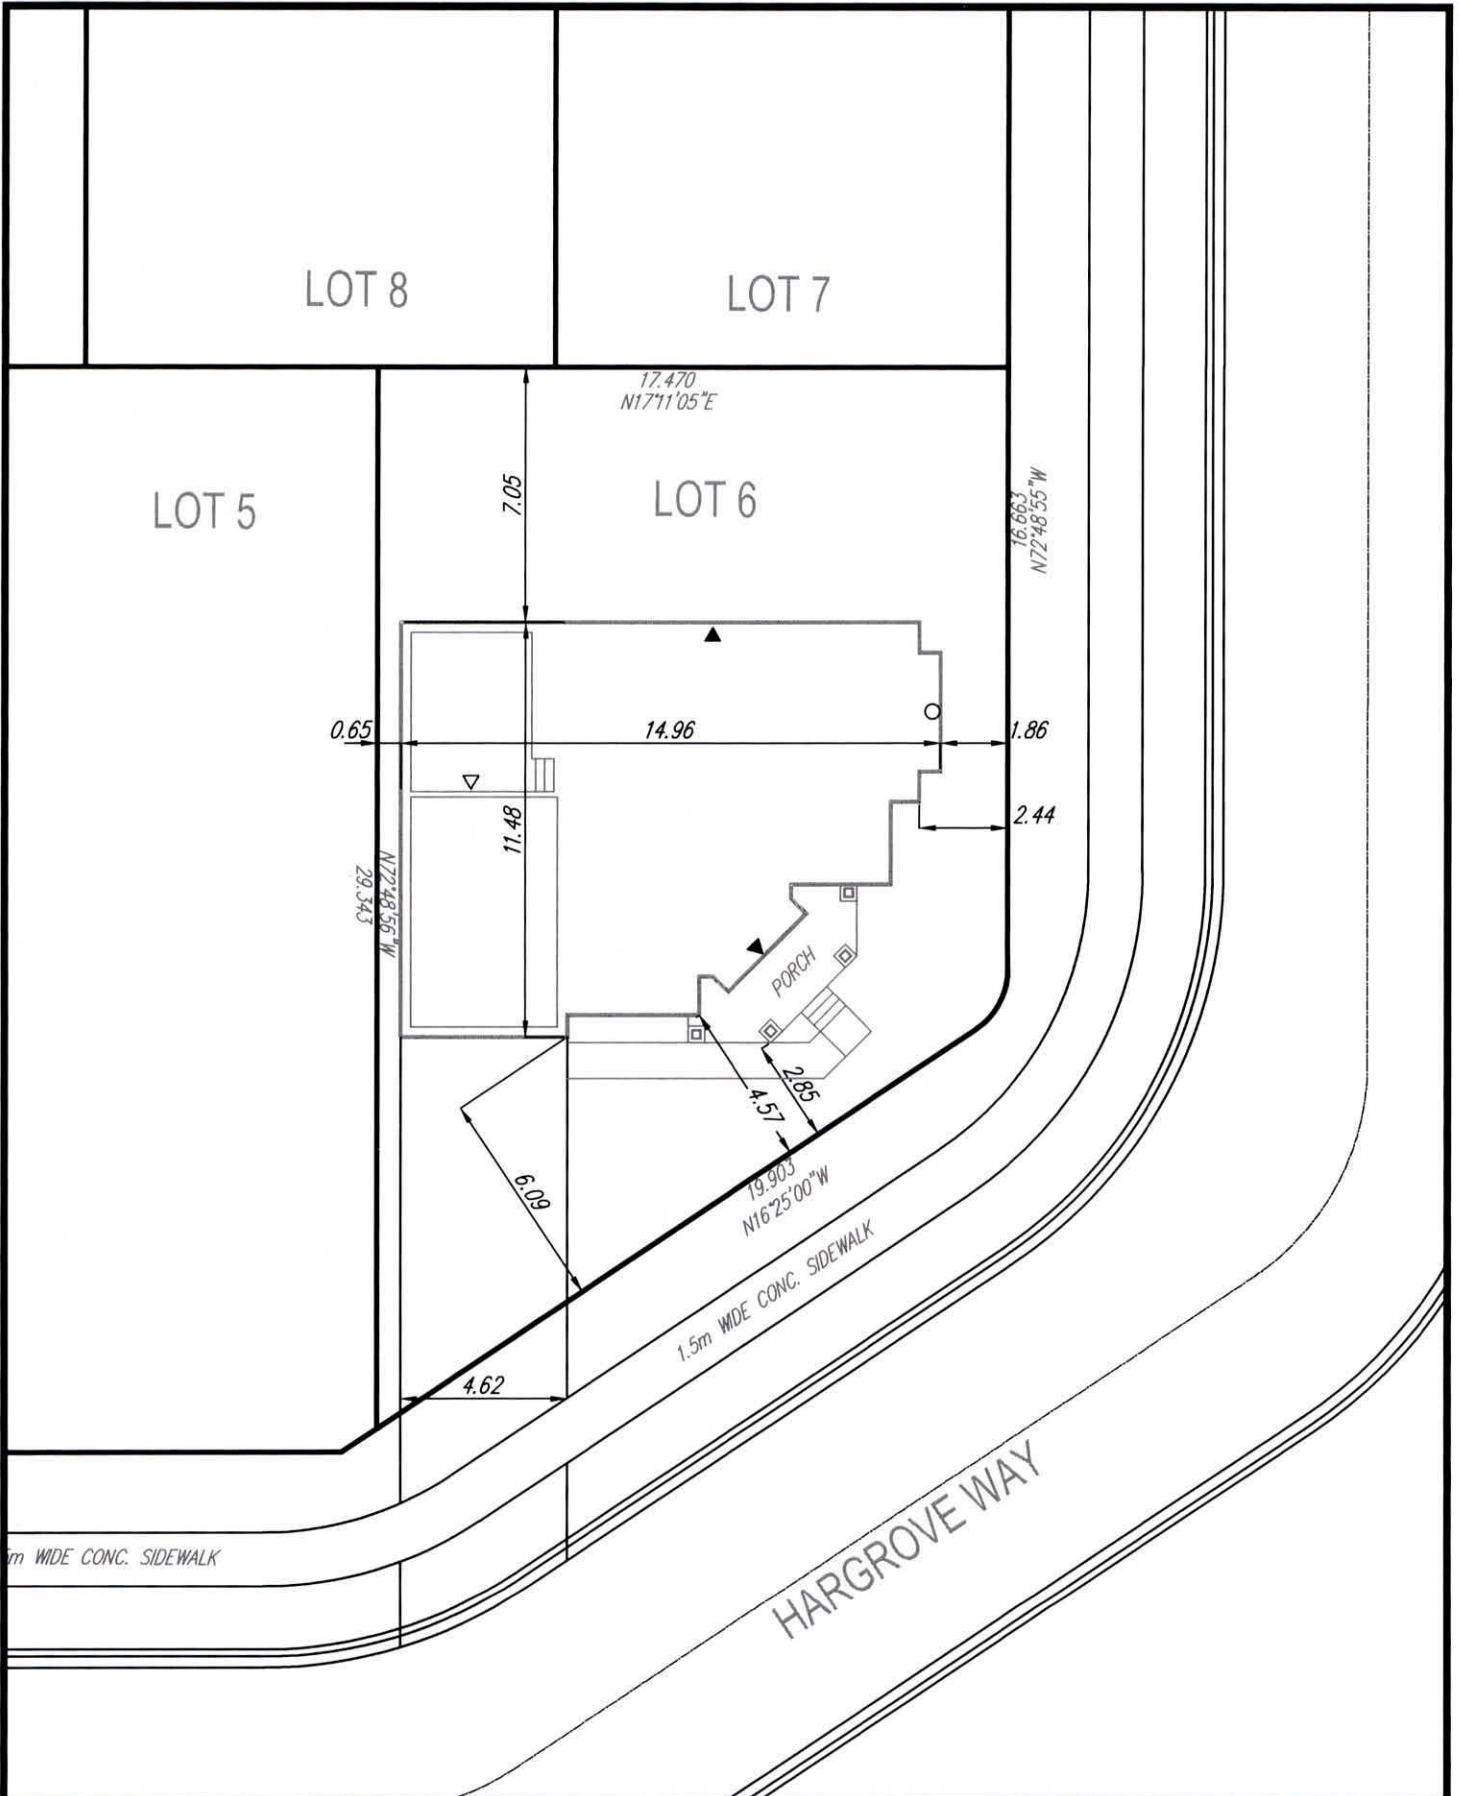 LOT 8
LOT 7
17.470
N17°11'05"E
LOT 5
7.05
LOT 6
16.663
N72°48'55"W
0.65
14.96
1.86
11.48
2.44
N72°48'56"W
29.343
PORCH
2.85
4.57
6.09
19.903
N16°25'00"W
1.5m WIDE CONC. SIDEWALK
4.62
HARGROVE WAY
5m WIDE CONC. SIDEWALK